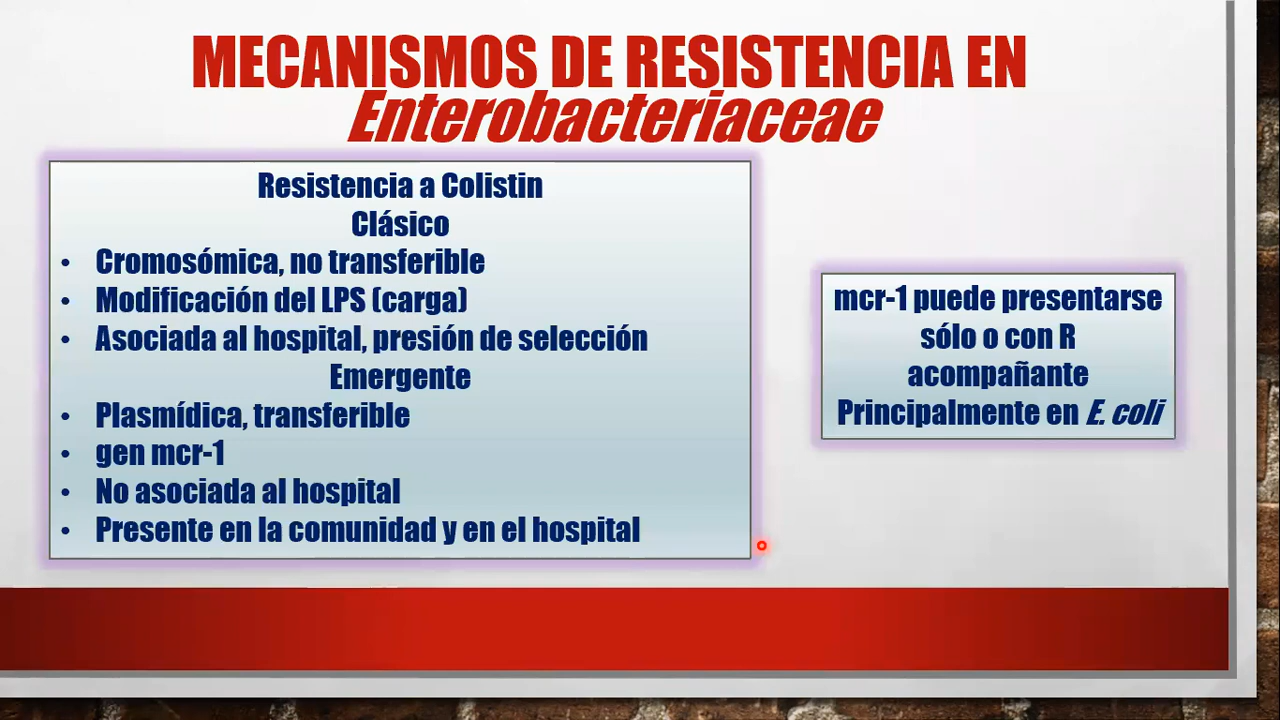 MECANISMOS DE RESISTENCIA EN
Enterobacteriaceae
Resistencia a Colistin
Clásico
• Cromosómica, no transferible
• Modificación del LPS (carga)
• Asociada al hospital, presión de selección
Emergente
• Plasmídica, transferible
• gen mcr-1
• No asociada al hospital
• Presente en la comunidad y en el hospital
mcr-1 puede presentarse
sólo o con R
acompañante
Principalmente en E. coli